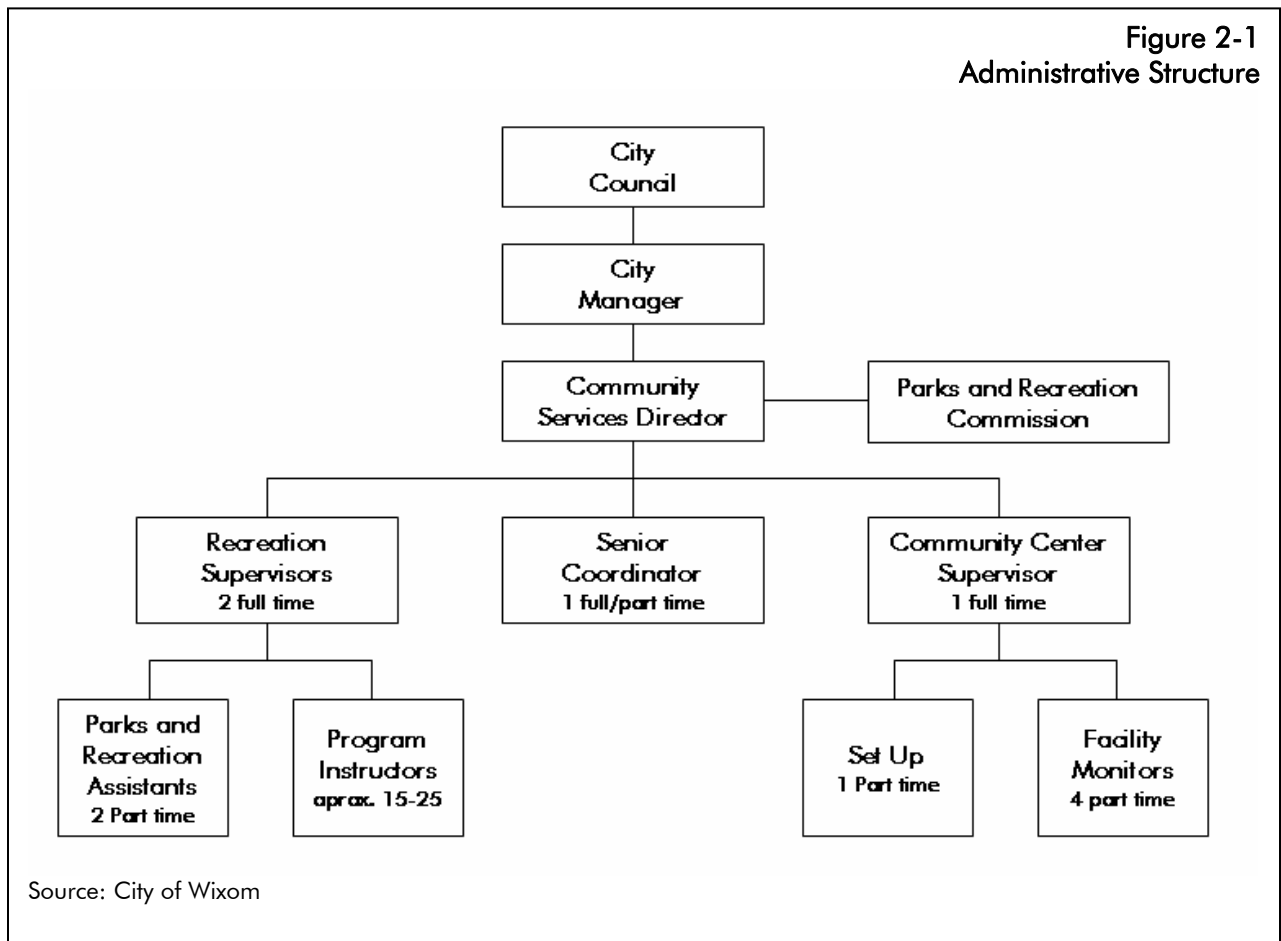 Figure 2-1
Administrative Structure
City
Council
City
Manager
Community
Services Director
Parks and Recreation
Commission
Recreation
Supervisors
2 full time
Senior
Coordinator
1 full/part time
Community Center
Supervisor
1 full time
Parks and
Recreation
Assistants
2 Part time
Program
Instructors
aprax. 15-25
Set Up
1 Part time
Facility
Monitors
4 part time
Source: City of Wixom